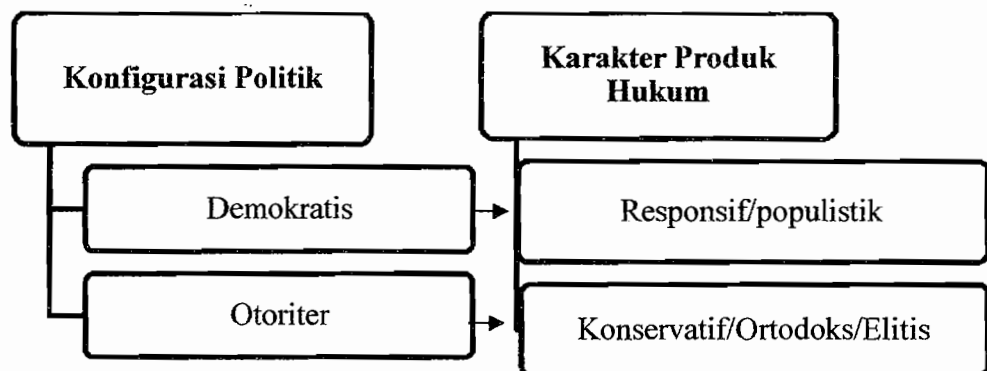 Konfigurasi Politik
Karakter Produk
Hukum
Demokratis
Responsif/populistik
Otoriter
Konservatif/Ortodoks/Elitis